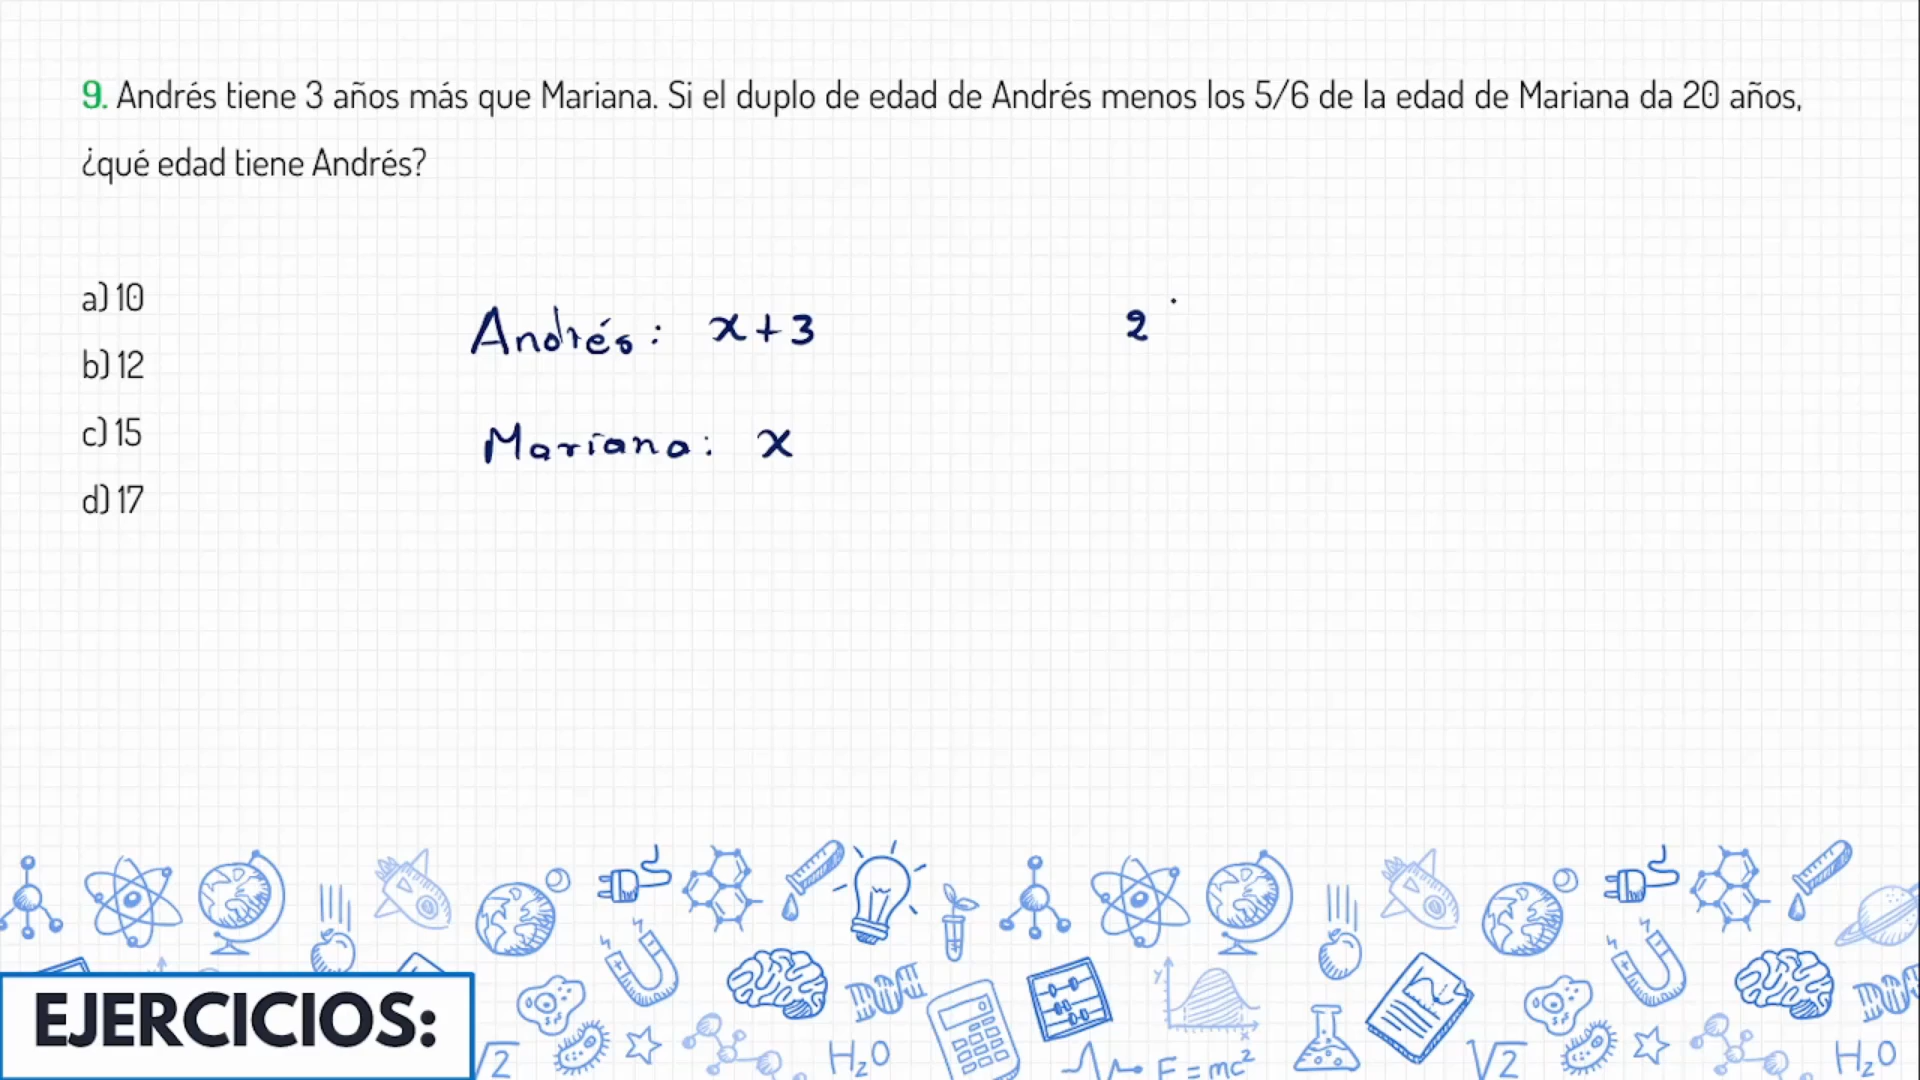 9. Andrés tiene 3 años más que Mariana. Si el duplo de edad de Andrés menos los 5/6 de la edad de Mariana da 20 años,
¿qué edad tiene Andrés?
a) 10
b) 12
c) 15
d) 17
Andrés: x+3
2
Mariana: x
EJERCICIOS:
√2
H₂O
y
x
F=mc²
√2
H₂O